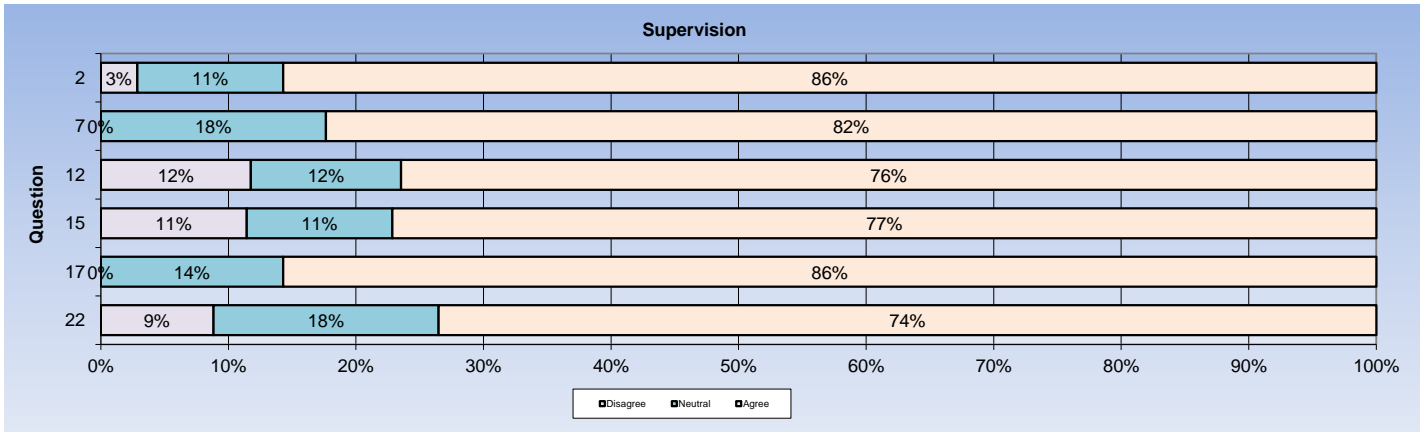 Supervision
2 3% 11% 86%
7 0% 18% 82%
12 12% 12% 76%
15 11% 11% 77%
17 0% 14% 86%
22 9% 18% 74%
Question
0% 10% 20% 30% 40% 50% 60% 70% 80% 90% 100%
Disagree Neutral Agree